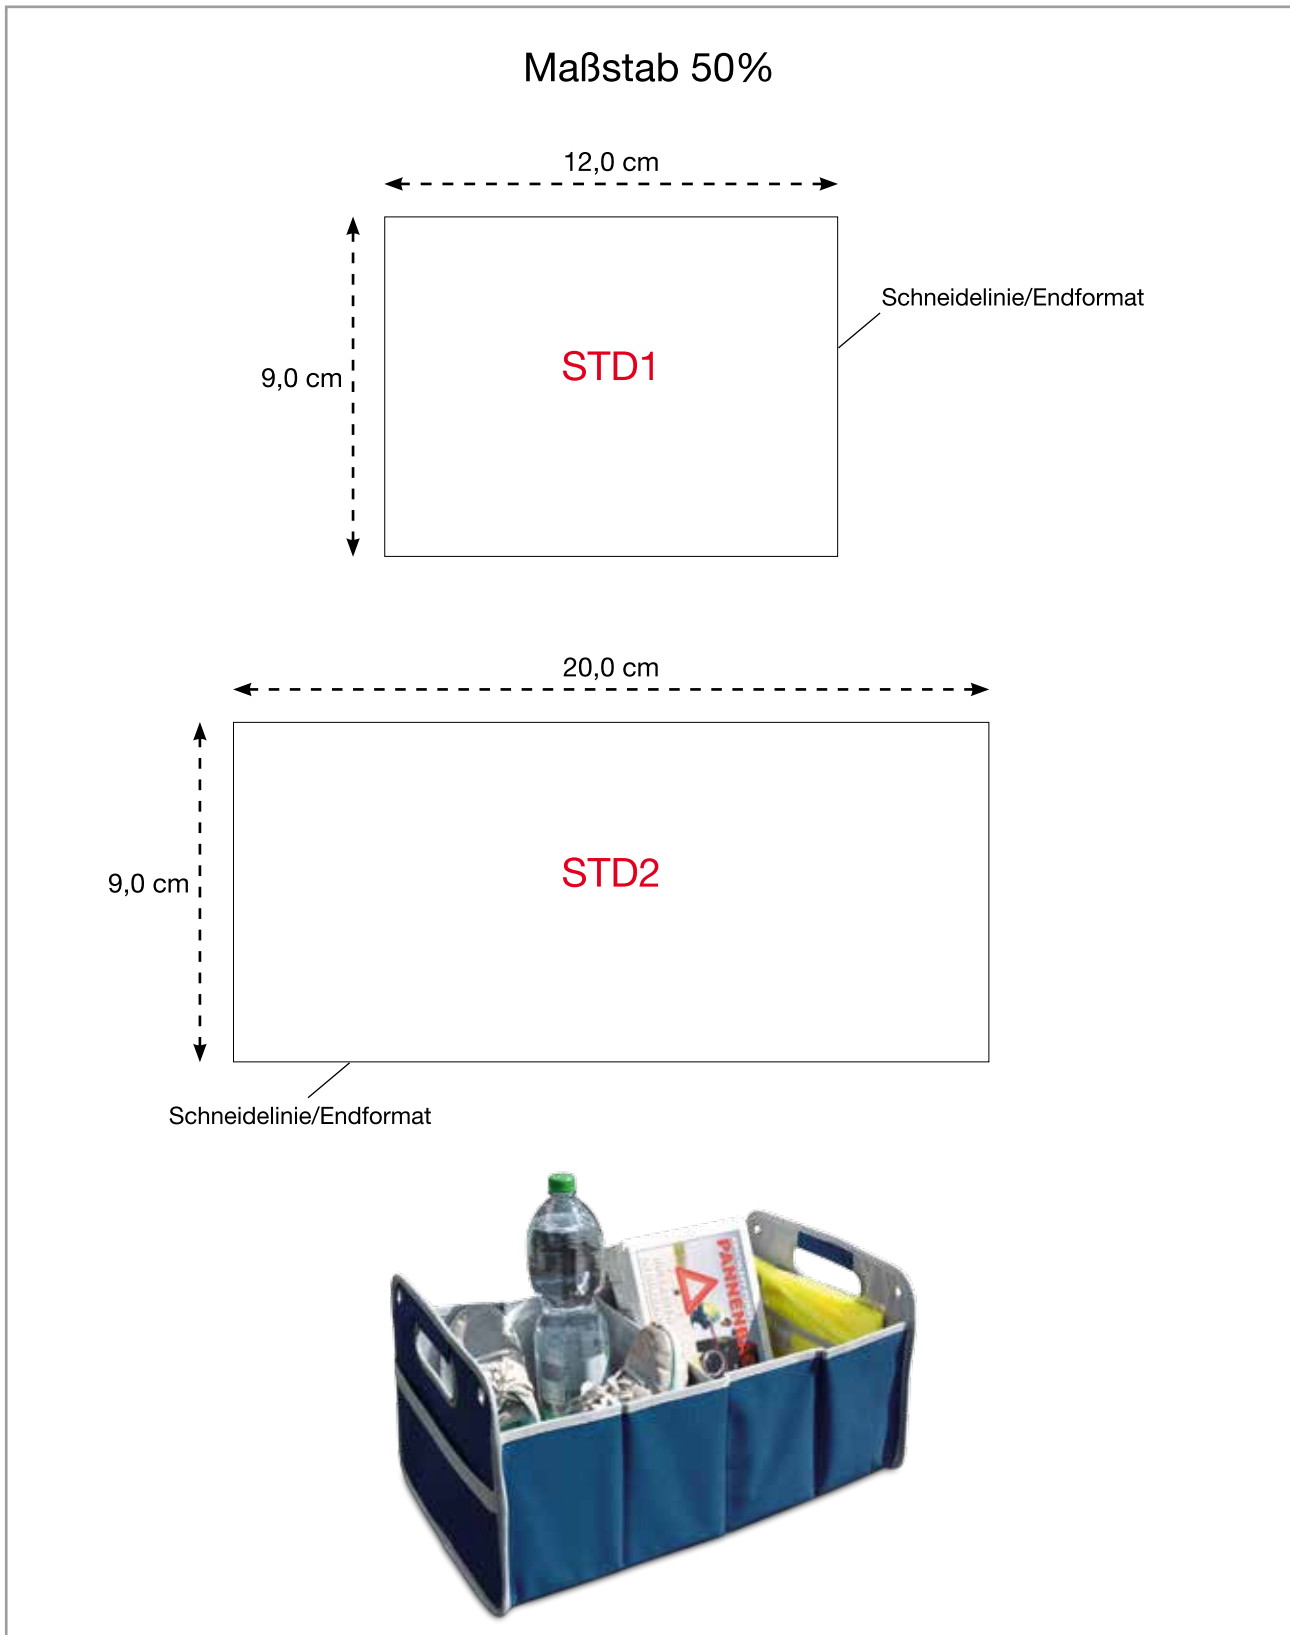 Maßstab 50%
12,0 cm
9,0 cm
Schneidelinie/Endformat
STD1
20,0 cm
9,0 cm
STD2
Schneidelinie/Endformat